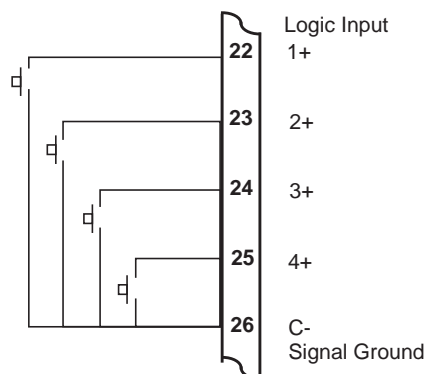 Logic Input
22 1+
23 2+
24 3+
25 4+
26 C-
Signal Ground